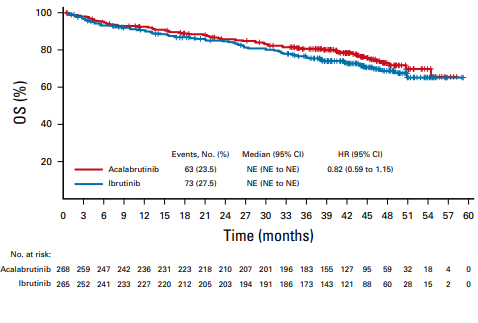 100
80
60
40
20
OS (%)
Events, No. (%) Median (95% CI) HR (95% CI)
Acalabrutinib 63 (23.5) NE (NE to NE) 0.82 (0.59 to 1.15)
Ibrutinib 73 (27.5) NE (NE to NE)
0 3 6 9 12 15 18 21 24 27 30 33 36 39 42 45 48 51 54 57 60
Time (months)
No. at risk:
Acalabrutinib 268 259 247 242 236 231 223 218 210 207 201 196 183 155 127 95 59 32 18 4 0
Ibrutinib 265 252 241 233 227 220 212 205 203 194 191 186 173 143 121 88 60 28 15 2 0